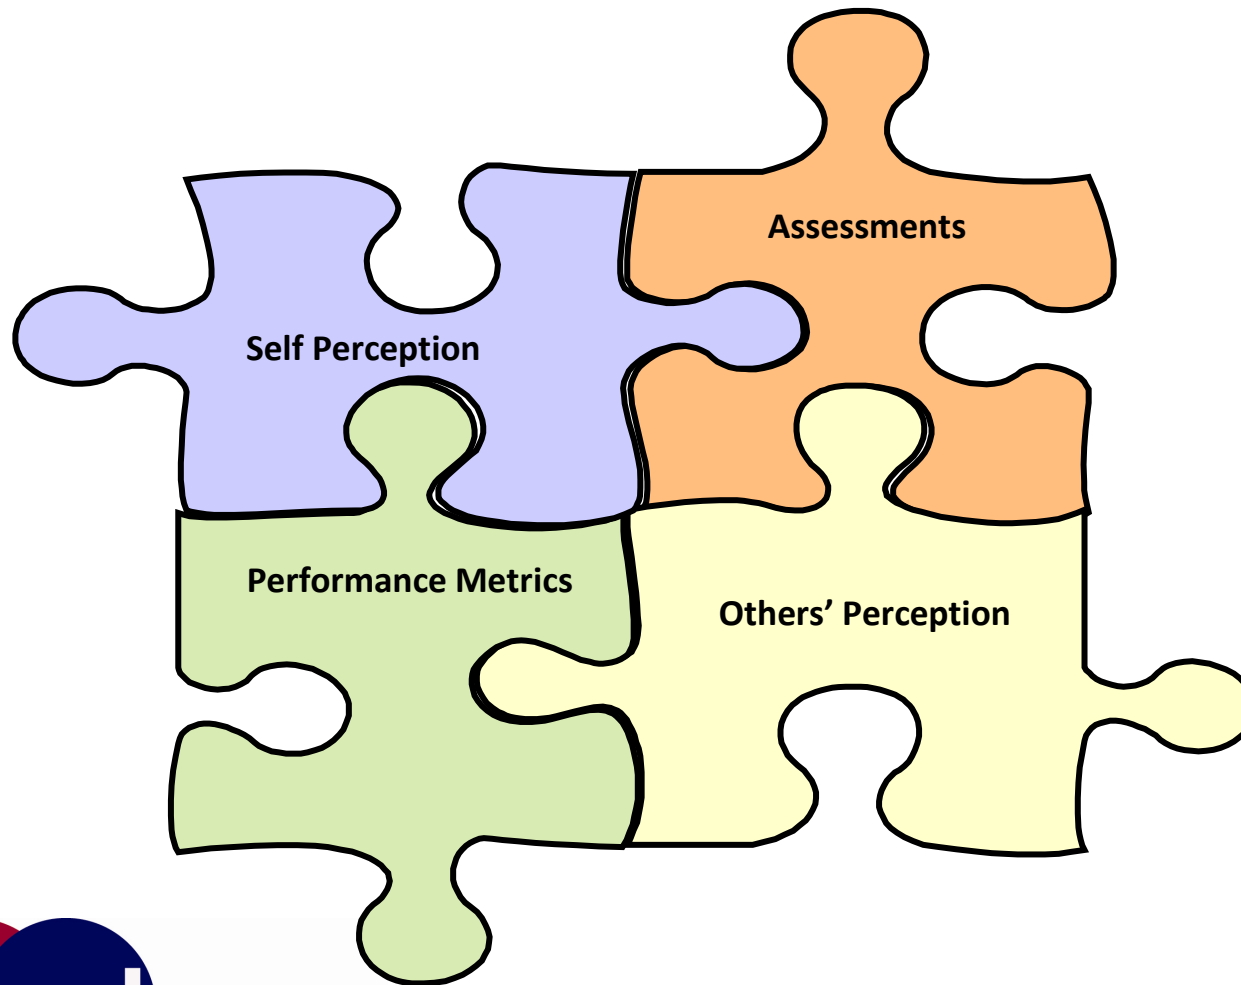 Assessments
Self Perception
Performance Metrics
Others’ Perception